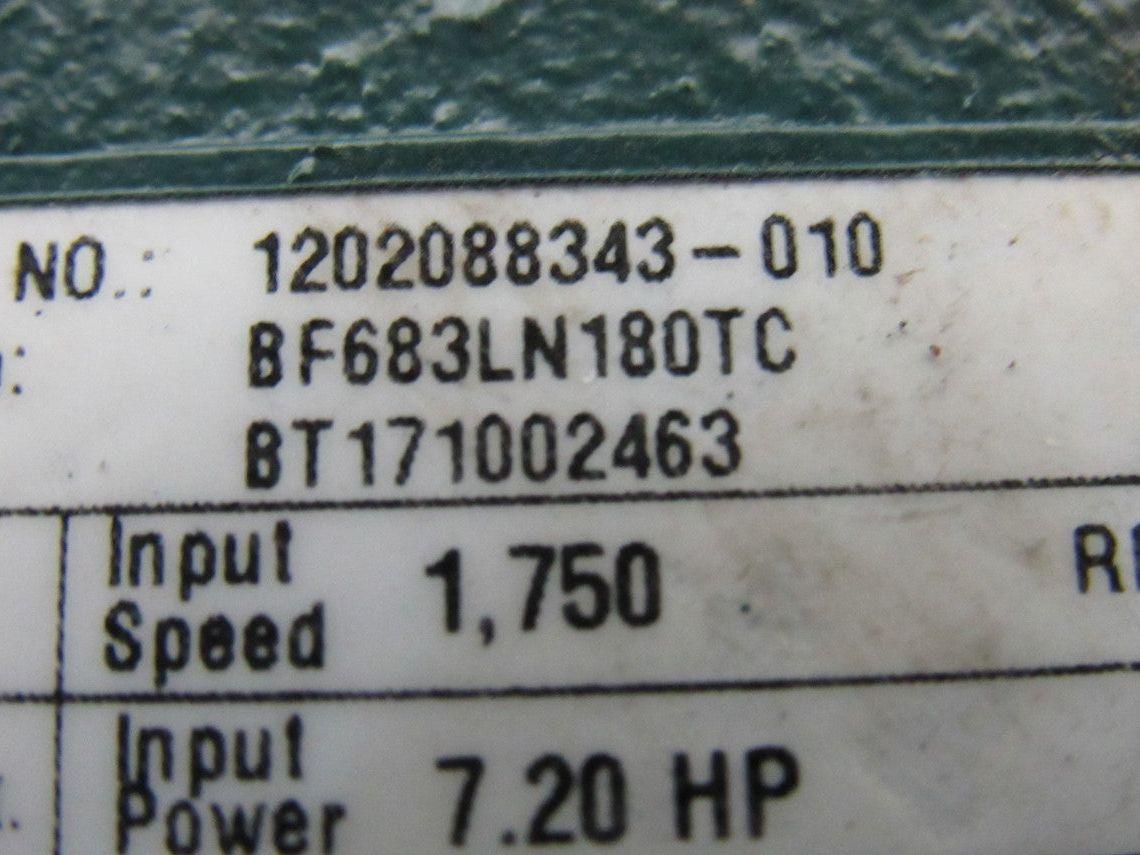 NO.: 1202088343-010
BF683LN180TC
BT171002463
Input Speed 1,750
Input Power 7.20 HP